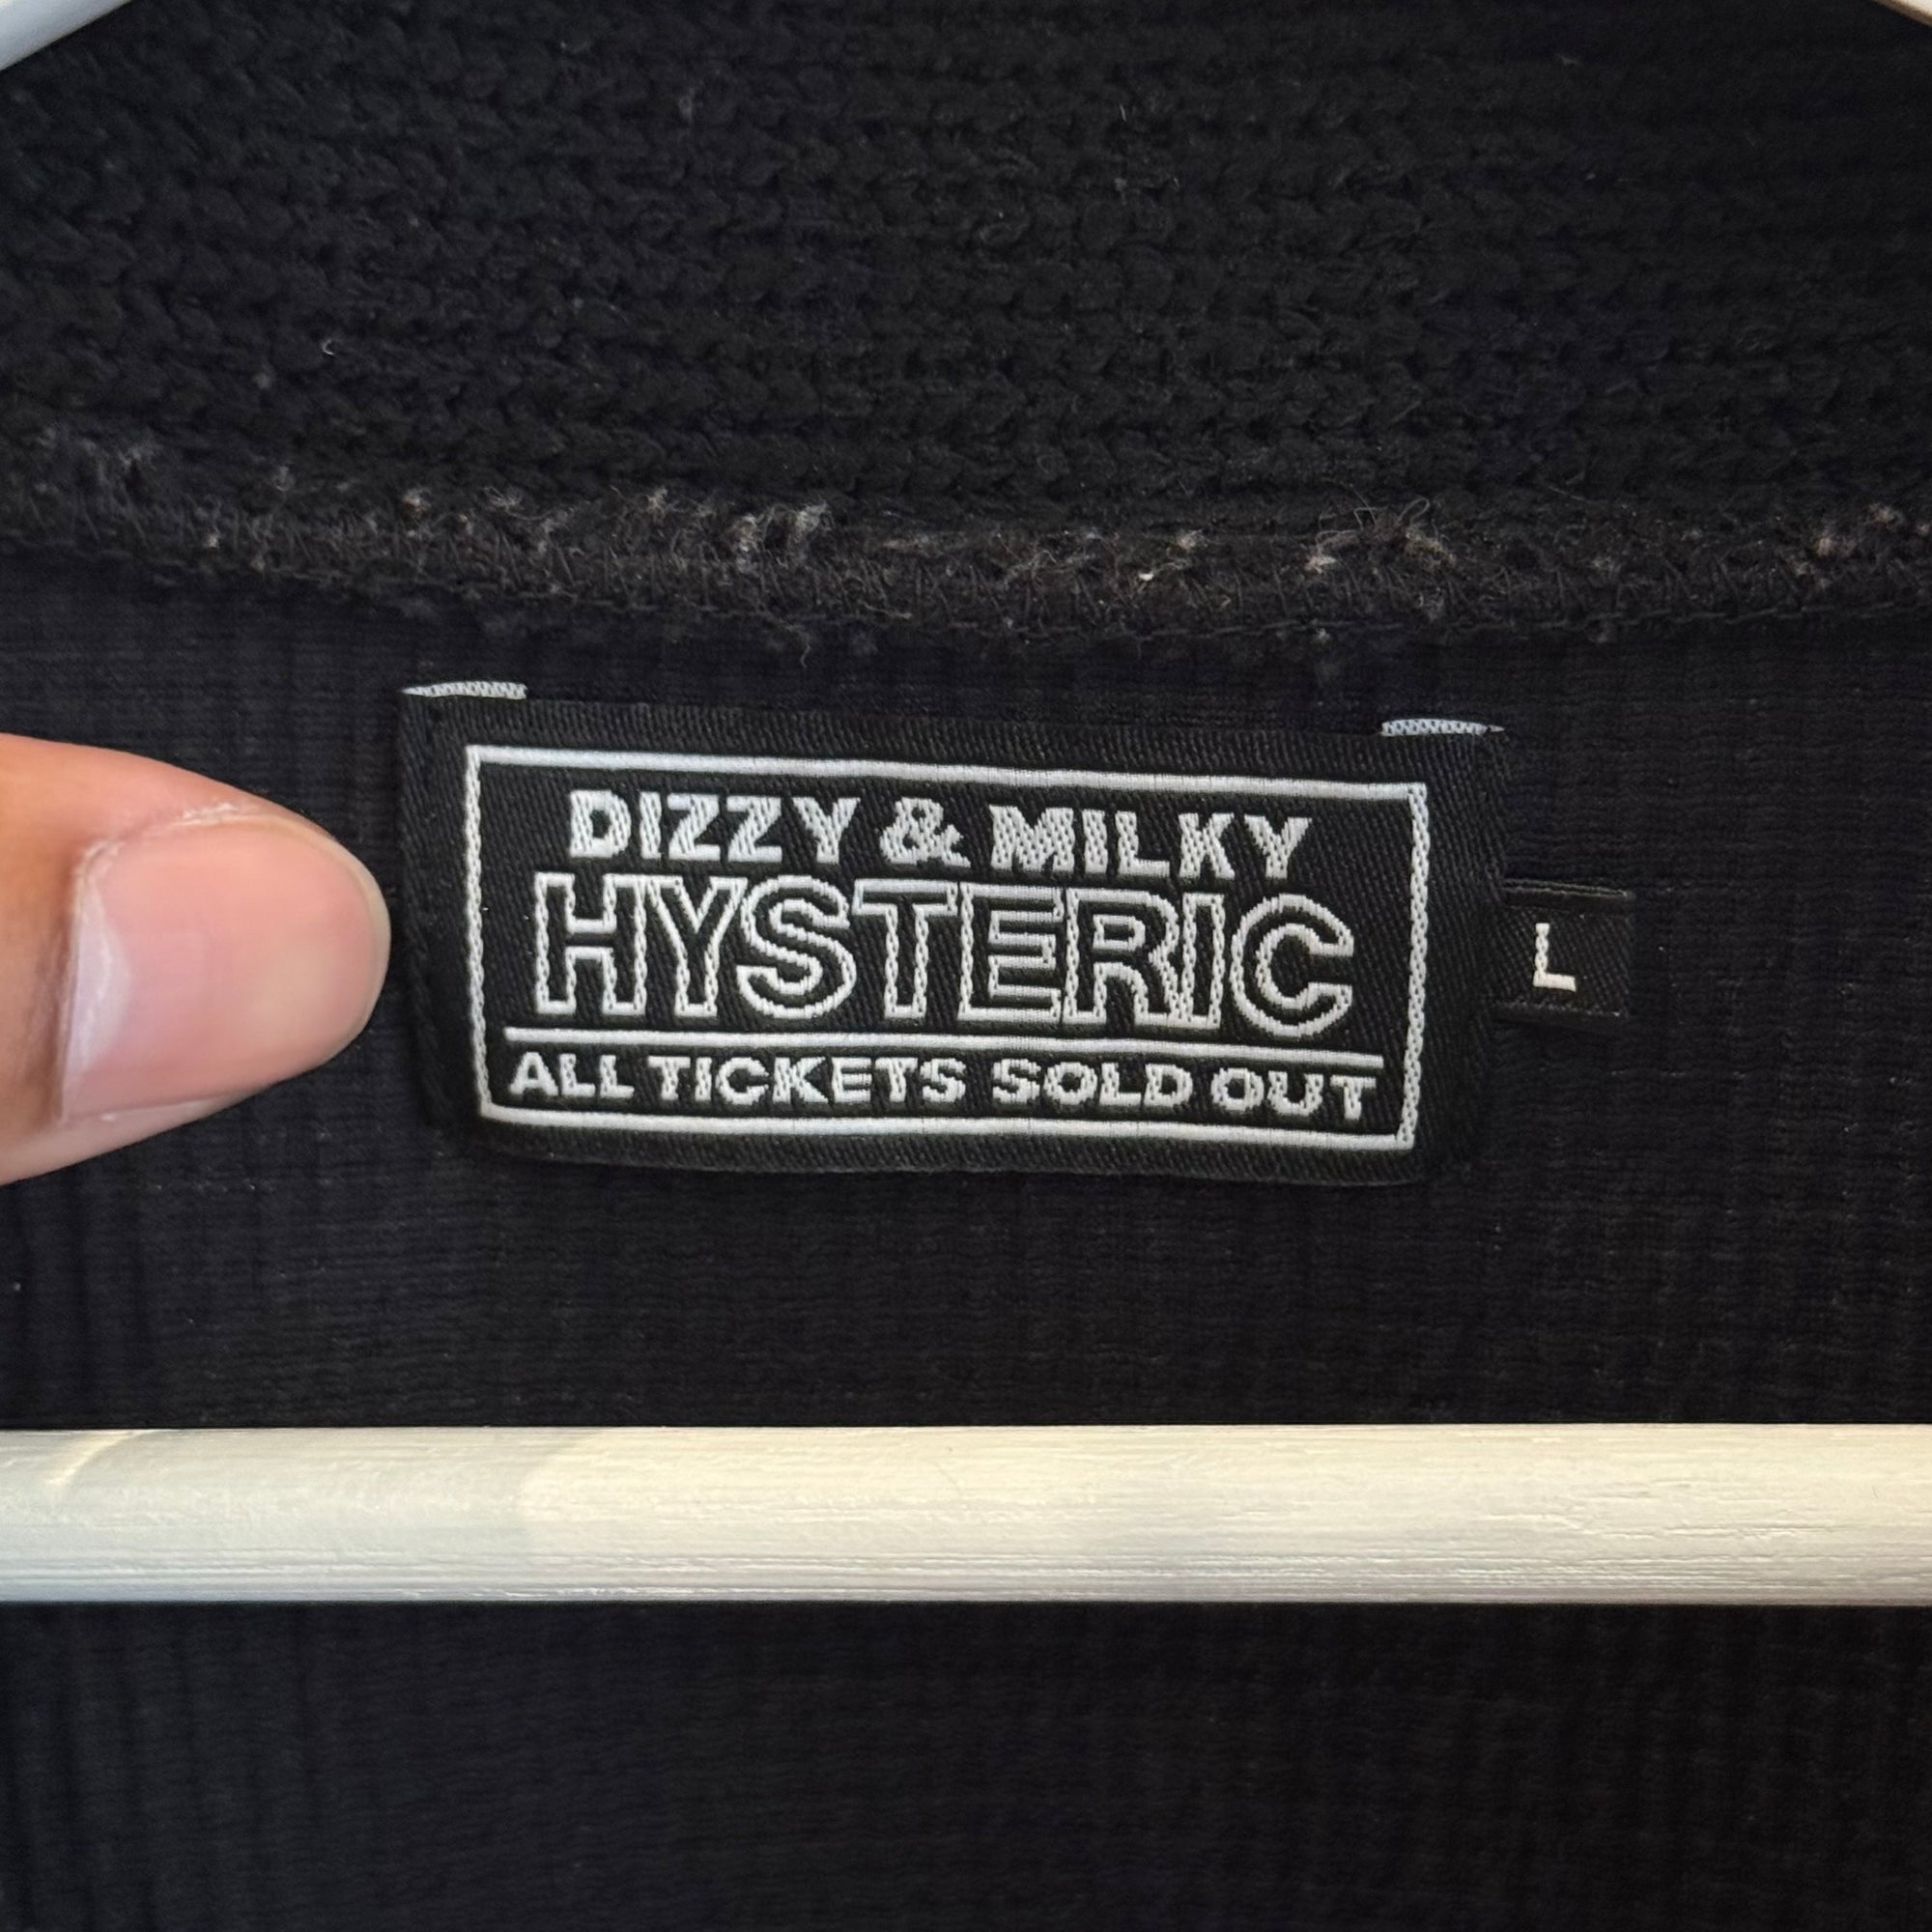 DIZZY & MILKY
HYSTERIC
ALL TICKETS SOLD OUT
L